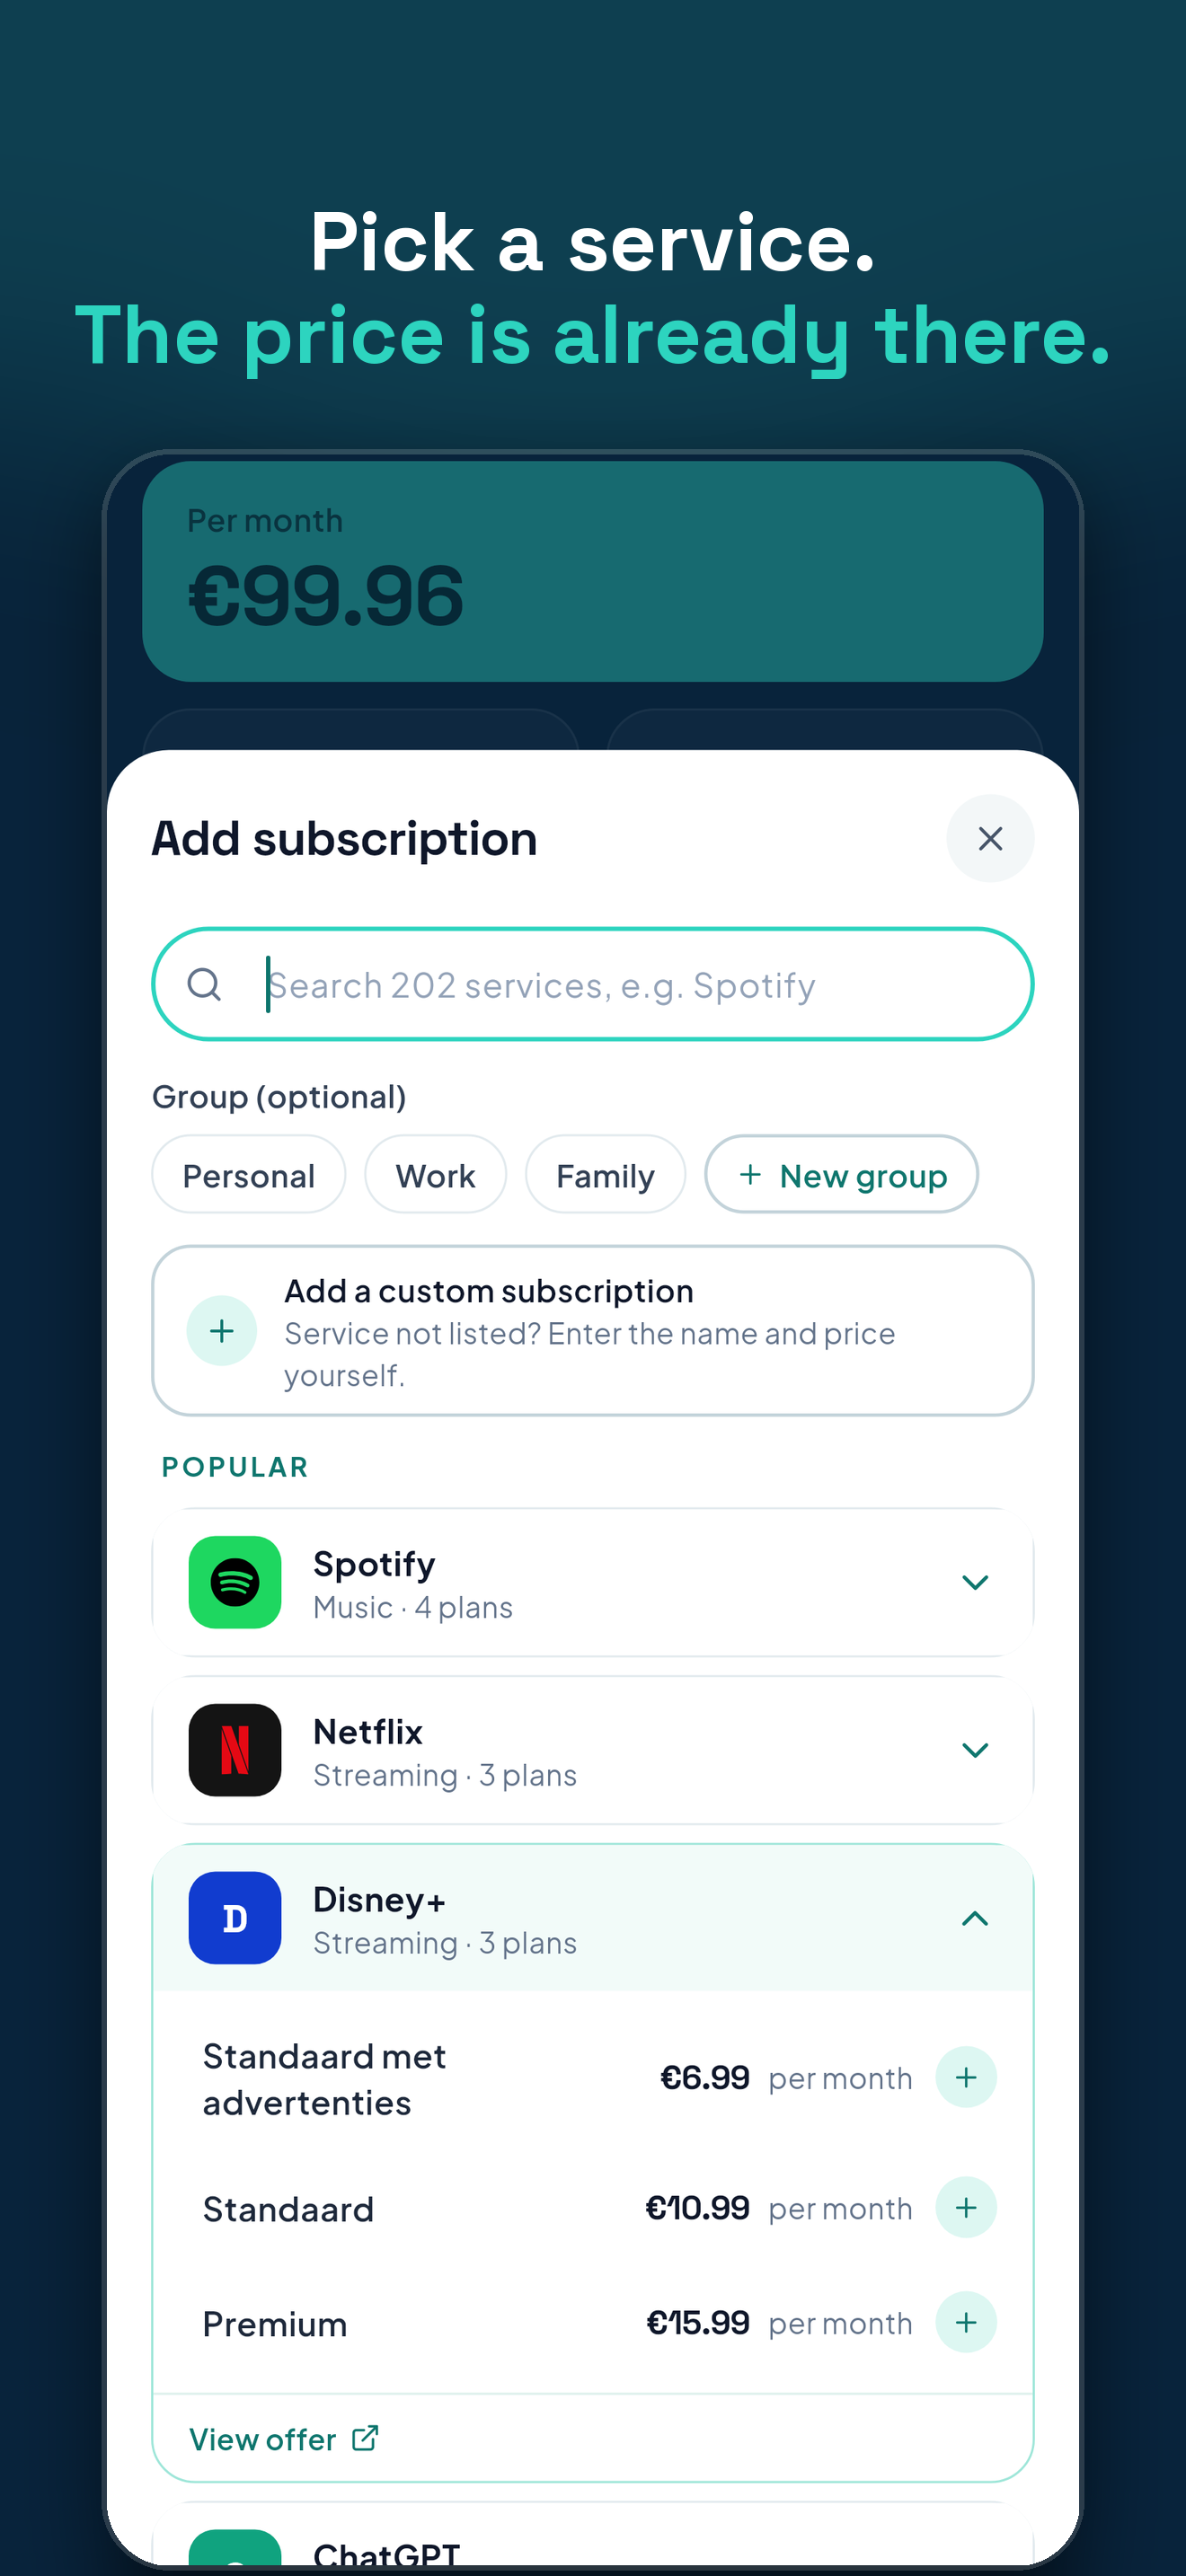 Pick a service.
The price is already there.
Per month
€99.96
Add subscription
Search 202 services, e.g. Spotify
Group (optional)
Personal
Work
Family
+ New group
Add a custom subscription
Service not listed? Enter the name and price
yourself.
POPULAR
Spotify
Music · 4 plans
Netflix
Streaming · 3 plans
D
Disney+
Streaming · 3 plans
Standaard met
advertenties
€6.99 per month
Standaard
€10.99 per month
Premium
€15.99 per month
View offer
ChatGPT